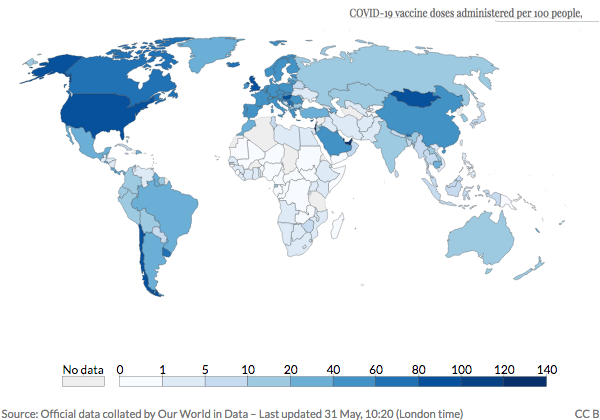 COVID-19 vaccine doses administered per 100 people,
No data 0 1 5 10 20 40 60 80 100 120 140
Source: Official data collated by Our World in Data – Last updated 31 May, 10:20 (London time) CC B